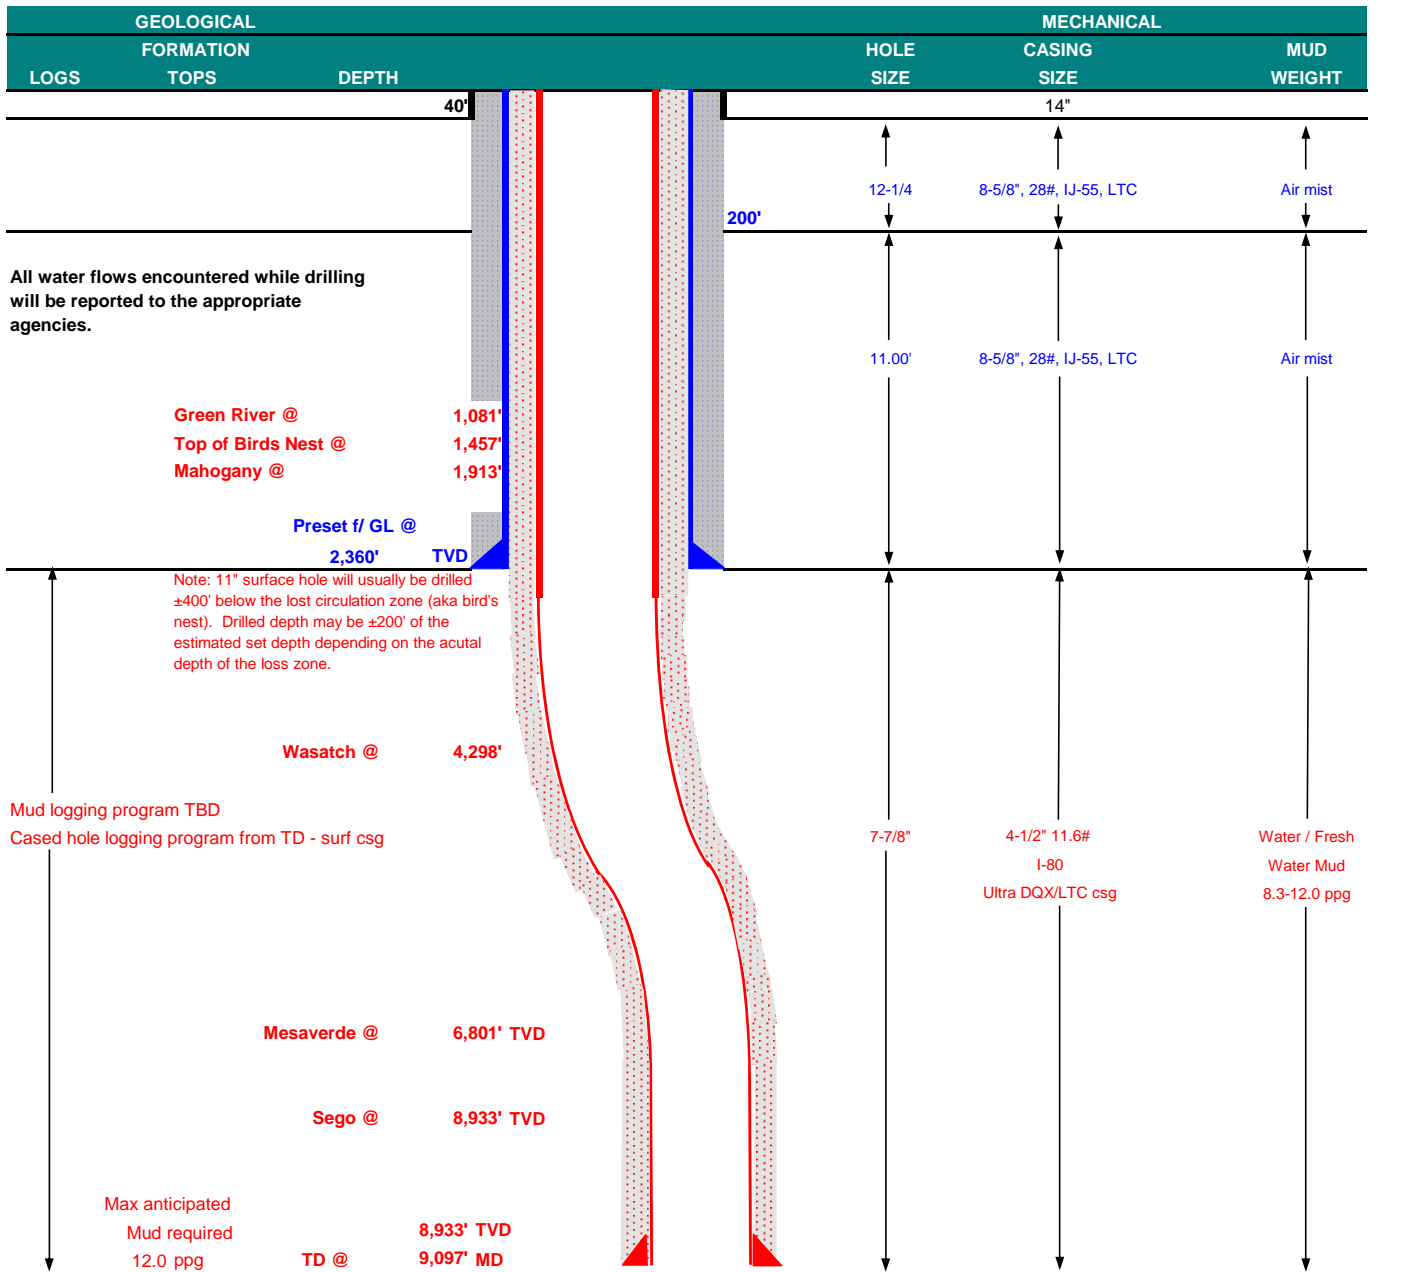 GEOLOGICAL MECHANICAL
FORMATION HOLE CASING MUD
LOGS TOPS DEPTH SIZE SIZE WEIGHT
40' 14"
12-1/4 8-5/8", 28#, IJ-55, LTC Air mist
200'
All water flows encountered while drilling
will be reported to the appropriate
agencies.
11.00' 8-5/8", 28#, IJ-55, LTC Air mist
Green River @ 1,081'
Top of Birds Nest @ 1,457'
Mahogany @ 1,913'
Preset f/ GL @
2,360' TVD
Note: 11" surface hole will usually be drilled
±400' below the lost circulation zone (aka bird's
nest). Drilled depth may be ±200' of the
estimated set depth depending on the acutal
depth of the loss zone.
Wasatch @ 4,298'
Mud logging program TBD
Cased hole logging program from TD - surf csg
7-7/8" 4-1/2" 11.6# Water / Fresh
I-80 Water Mud
Ultra DQX/LTC csg 8.3-12.0 ppg
Mesaverde @ 6,801' TVD
Sego @ 8,933' TVD
Max anticipated
Mud required 8,933' TVD
12.0 ppg TD @ 9,097' MD